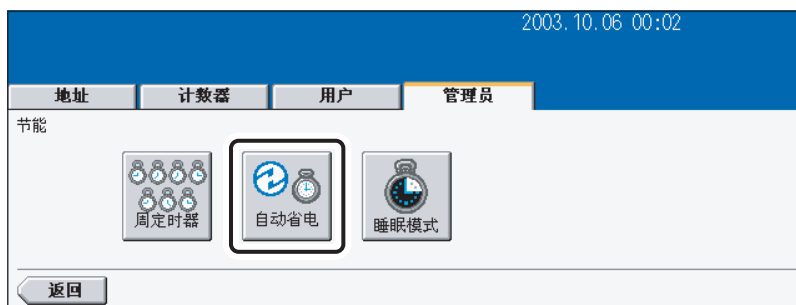 2003.10.06 00:02
地址 计数器 用户 管理员
节能
周定时器 自动省电 睡眠模式
返回